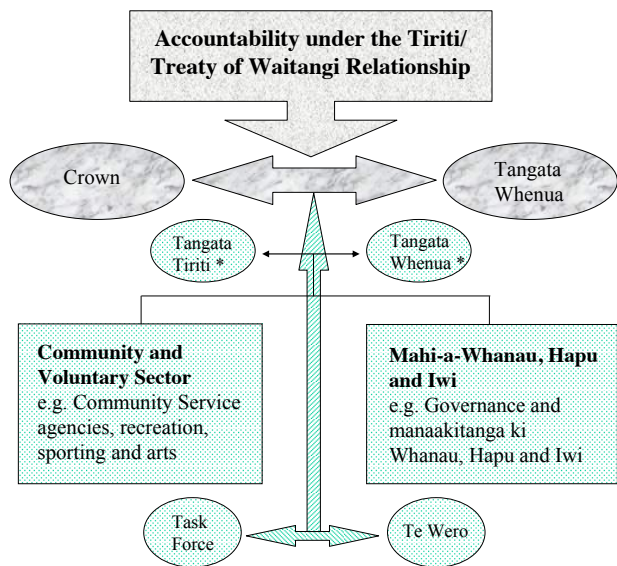 Accountability under the Tiriti/
Treaty of Waitangi Relationship
Crown
Tangata
Whenua
Tangata
Tiriti *
Tangata
Whenua *
Community and
Voluntary Sector
e.g. Community Service
agencies, recreation,
sporting and arts
Mahi-a-Whanau, Hapu
and Iwi
e.g. Governance and
manaakitanga ki
Whanau, Hapu and Iwi
Task
Force
Te Wero